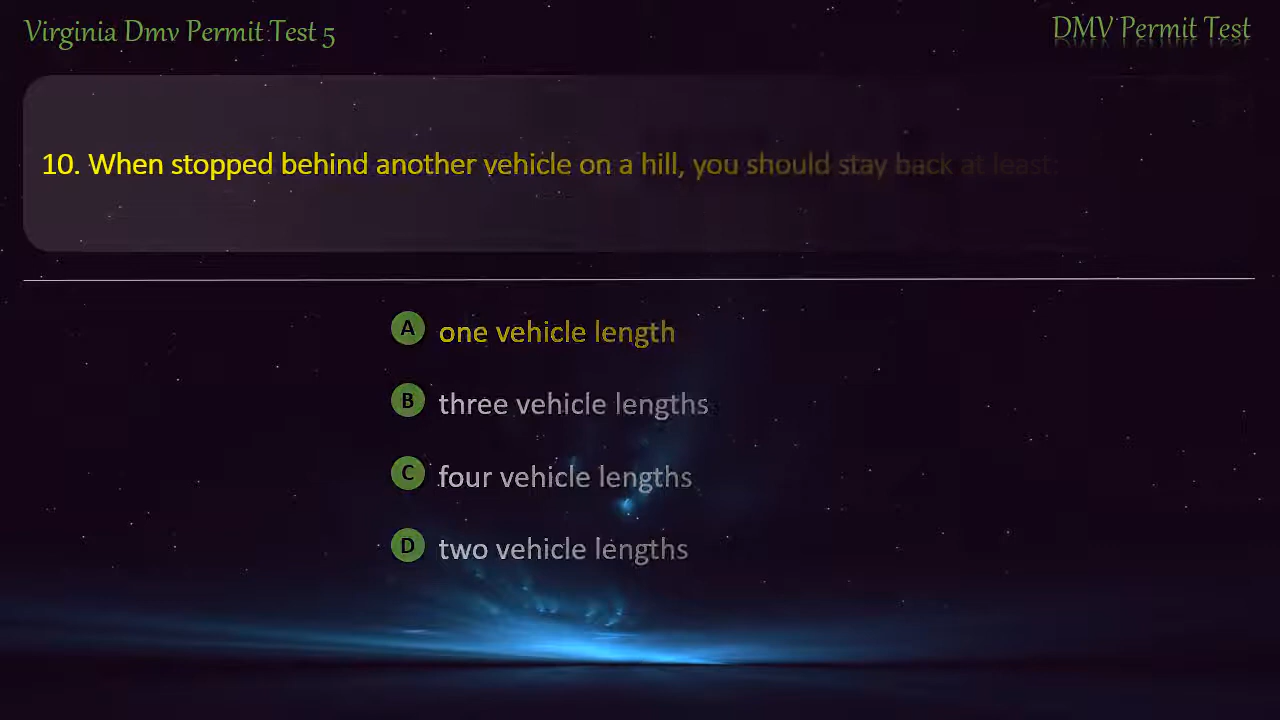 Virginia Dmv Permit Test 5
DMV Permit Test
10. When stopped behind another vehicle on a hill, you should stay back at least:
A one vehicle length
B three vehicle lengths
C four vehicle lengths
D two vehicle lengths